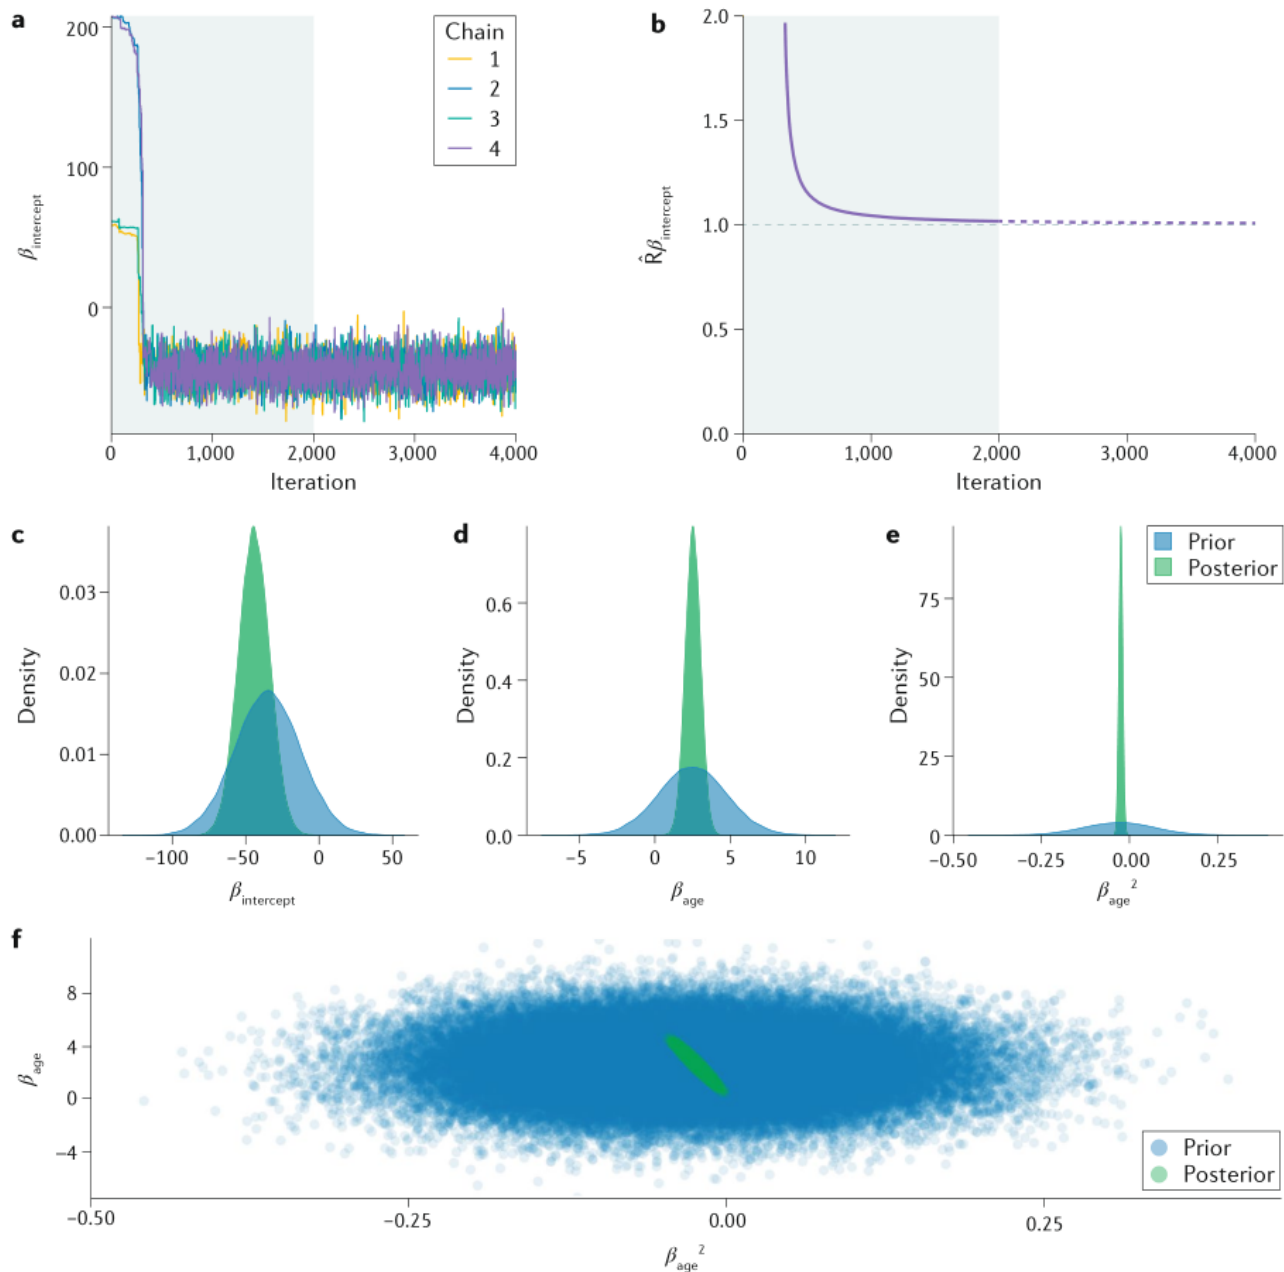 a
200
100
0
β intercept
0 1,000 2,000 3,000 4,000
Iteration
Chain
1
2
3
4
b
2.0
1.5
1.0
0.5
0.0
R̂β intercept
0 1,000 2,000 3,000 4,000
Iteration
c
0.03
0.02
0.01
0.00
Density
−100 −50 0 50
β intercept
d
0.6
0.4
0.2
0.0
Density
−5 0 5 10
β age
e
75
50
25
0
Density
−0.50 −0.25 0.00 0.25
β age ²
Prior
Posterior
f
8
4
0
−4
β age
−0.50 −0.25 0.00 0.25
β age ²
Prior
Posterior